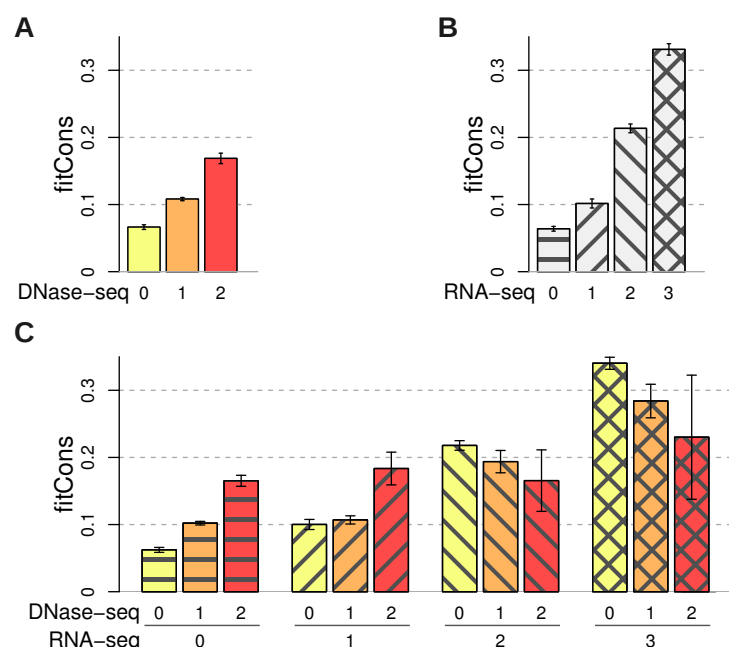 A
B
fitCons
0
0.1
0.2
0.3
DNase−seq 0 1 2
fitCons
0
0.1
0.2
0.3
RNA−seq 0 1 2 3
C
fitCons
0
0.1
0.2
0.3
DNase−seq 0 1 2 0 1 2 0 1 2 0 1 2
RNA−seq 0 1 2 3